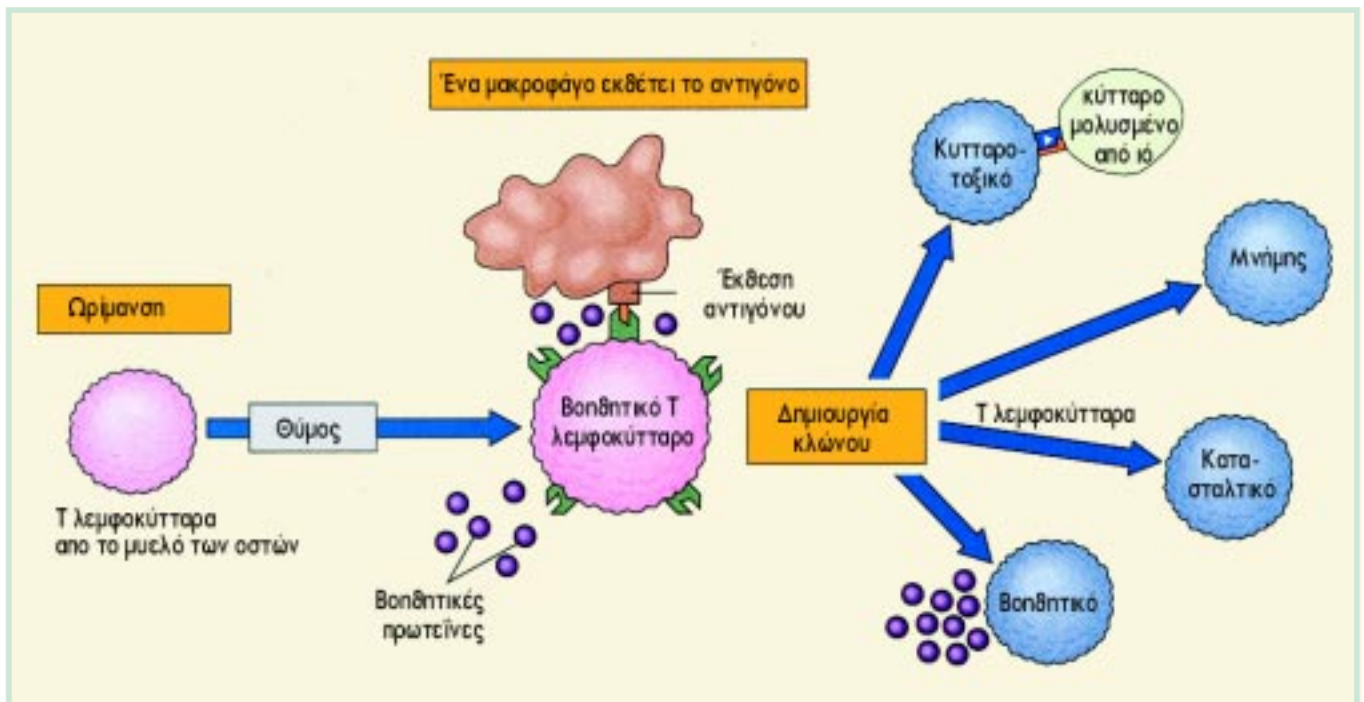 Ένα μακροφάγο εκθέτει το αντιγόνο
κύτταρο
μολυσμένο
από ιό
Κυτταρο-
τοξικό
Μνήμης
Έκθεση
αντιγόνου
Ωρίμανση
Θύμος
Βοηθητικό Τ
λεμφοκύτταρο
Δημιουργία
κλώνου
Τ λεμφοκύτταρα
Κατα-
σταλτικό
Τ λεμφοκύτταρα
απο το μυελό των οστών
Βοηθητικές
πρωτεΐνες
Βοηθητικό